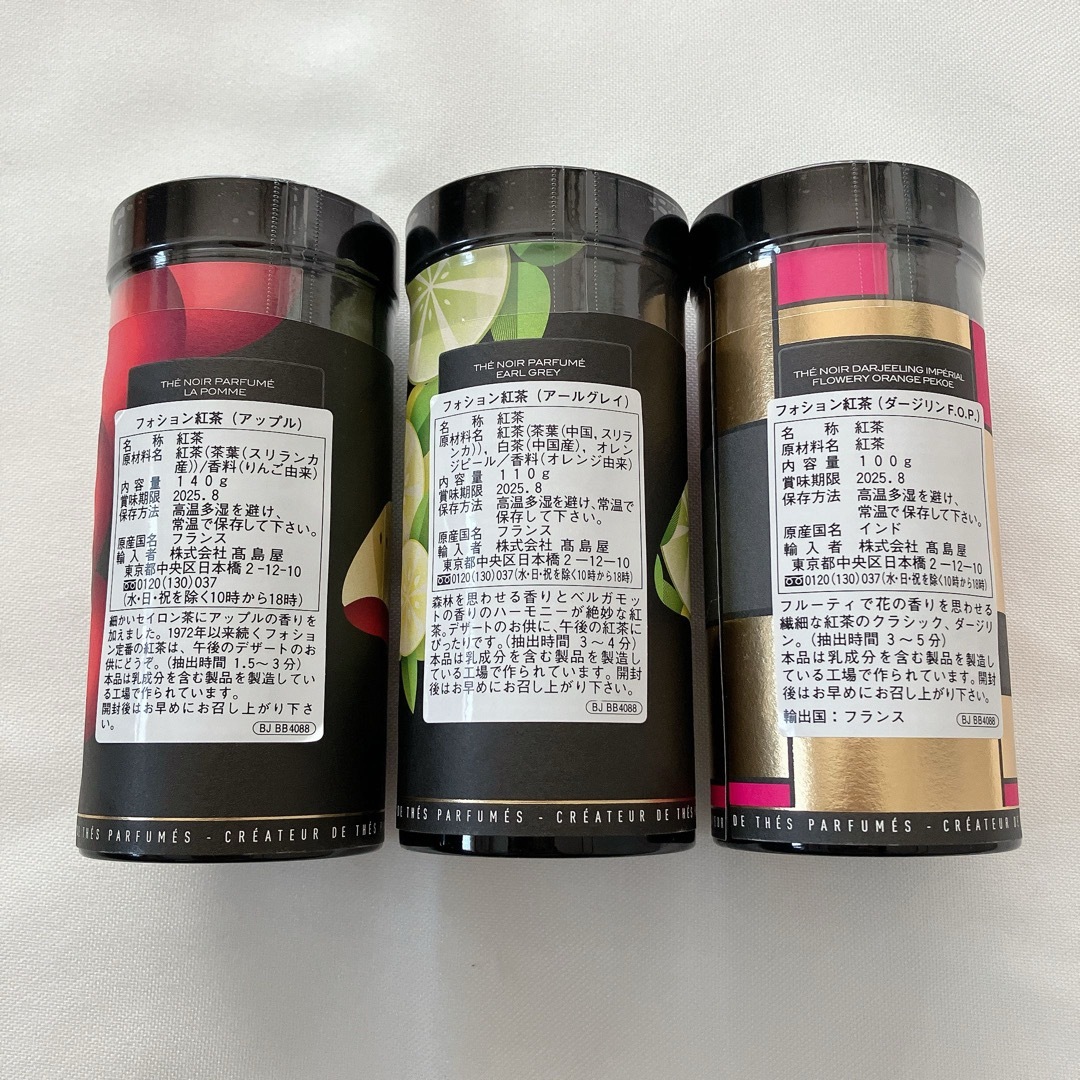 THÉ NOIR PARFUMÉ
LA POMME
フォション紅茶（アップル）
名称 紅茶
原材料名 紅茶（茶葉（スリランカ
産））/香料（りんご由来）
内容量 140g
賞味期限 2025.8
保存方法 高温多湿を避け、
常温で保存して下さい。
原産国名 フランス
輸入者 株式会社 髙島屋
東京都中央区日本橋2-12-10
0120(130)037
(水・日・祝を除く10時から18時)
細かいセイロン茶にアップルの香りを
加えました。1972年以来続くフォショ
ン定番の紅茶は、午後のデザートのお
供にどうぞ。（抽出時間 1.5～3分）
本品は乳成分を含む製品を製造してい
る工場で作られています。
開封後はお早めにお召し上がり下さ
い。
BJ BB4088
DE THÉS PARFUMÉS - CRÉATEUR DE THÉS
THÉ NOIR PARFUMÉ
EARL GREY
フォション紅茶（アールグレイ）
名称 紅茶
原材料名 紅茶（茶葉（中国，スリラ
ンカ）），白茶（中国産），オレン
ジピール／香料（オレンジ由来）
内容量 110g
賞味期限 2025.8
保存方法 高温多湿を避け、常温で
保存して下さい。
原産国名 フランス
輸入者 株式会社 髙島屋
東京都中央区日本橋2-12-10
0120(130)037(水・日・祝を除く10時から18時)
森林を思わせる香りとベルガモッ
トの香りのハーモニーが絶妙な紅
茶。デザートのお供に、午後の紅茶に
ぴったりです。（抽出時間 3～4分）
本品は乳成分を含む製品を製造し
ている工場で作られています。開封
後はお早めにお召し上がり下さい。
BJ BB4088
DE THÉS PARFUMÉS - CRÉATEUR DE THÉS
THÉ NOIR DARJEELING IMPÉRIAL
FLOWERY ORANGE PEKOE
フォション紅茶（ダージリンF.O.P.）
名称 紅茶
原材料名 紅茶
内容量 100g
賞味期限 2025.8
保存方法 高温多湿を避け、
常温で保存して下さい。
原産国名 インド
輸入者 株式会社 髙島屋
東京都中央区日本橋2-12-10
0120(130)037(水・日・祝を除く10時から18時)
フルーティで花の香りを思わせる
繊細な紅茶のクラシック、ダージリ
ン。（抽出時間 3～5分）
本品は乳成分を含む製品を製造し
ている工場で作られています。開封
後はお早めにお召し上がり下さい。
輸出国：フランス
BJ BB4088
DE THÉS PARFUMÉS - CRÉATEUR DE